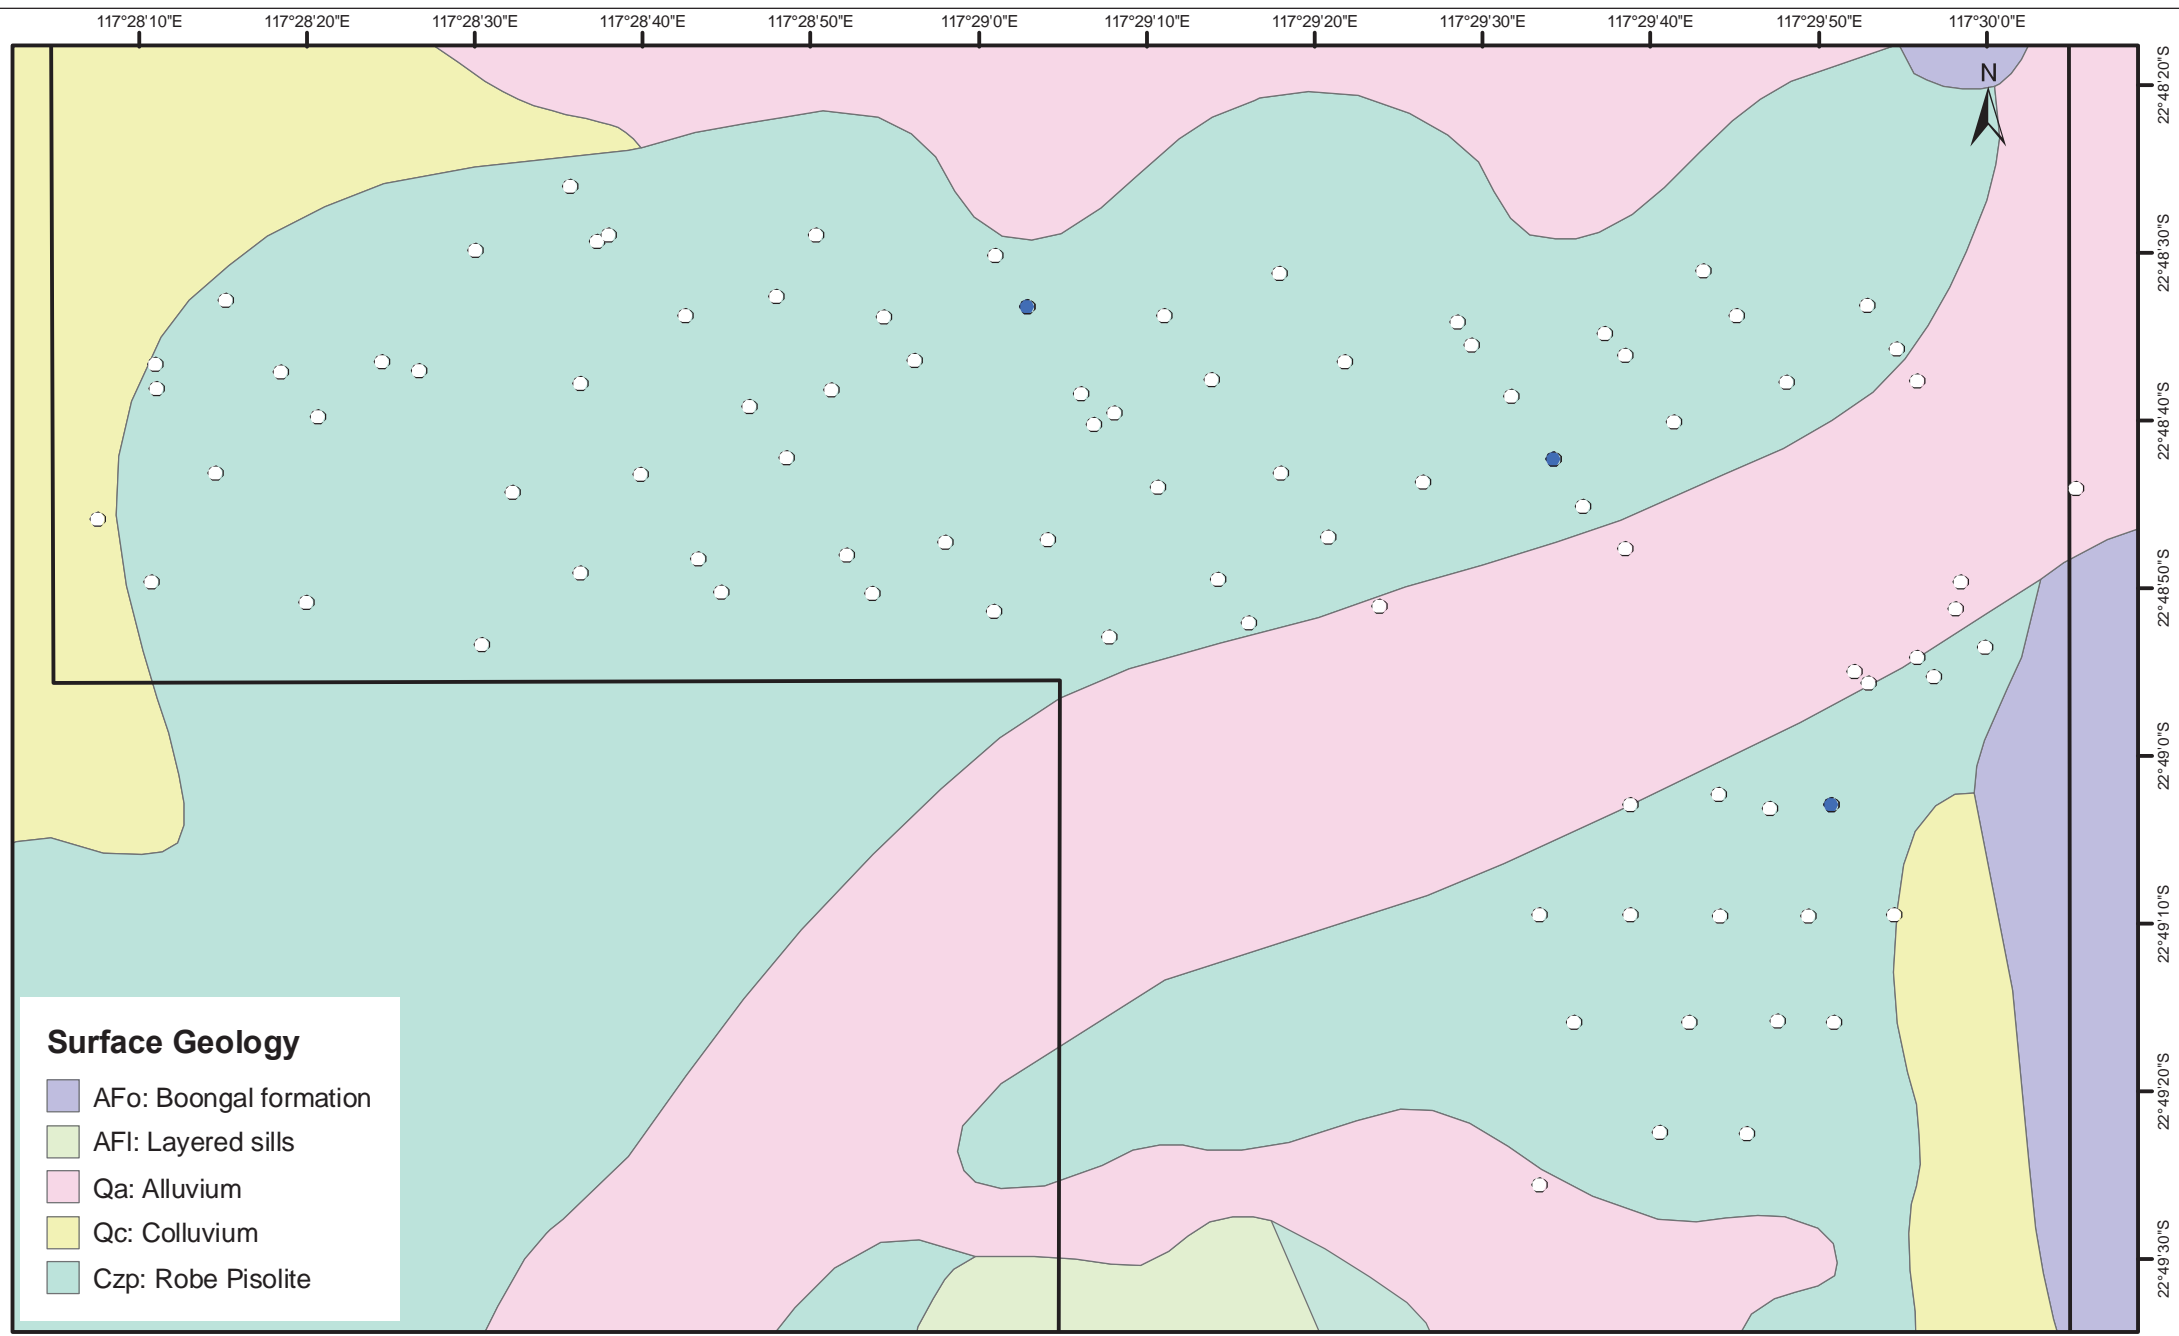 117°28'10"E
117°28'20"E
117°28'30"E
117°28'40"E
117°28'50"E
117°29'0"E
117°29'10"E
117°29'20"E
117°29'30"E
117°29'40"E
117°29'50"E
117°30'0"E
N
22°48'20"S
22°48'30"S
22°48'40"S
22°48'50"S
22°49'0"S
22°49'10"S
22°49'20"S
22°49'30"S
Surface Geology
AFo: Boongal formation
AFl: Layered sills
Qa: Alluvium
Qc: Colluvium
Czp: Robe Pisolite